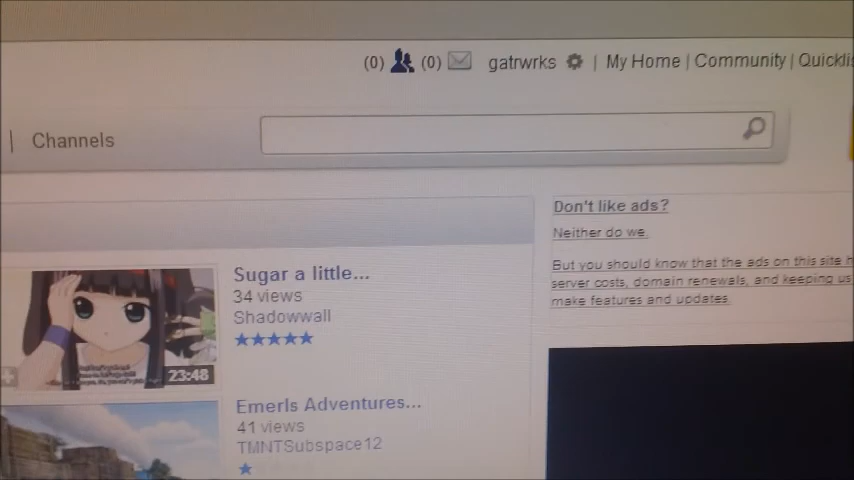 (0) (0) gatrwrks | My Home | Community | Quickli
| Channels
Don't like ads?
Neither do we.
But you should know that the ads on this site h
server costs, domain renewals, and keeping us
make features and updates.
Sugar a little...
34 views
Shadowwall
23:48
Emerls Adventures...
41 views
TMNTSubspace12